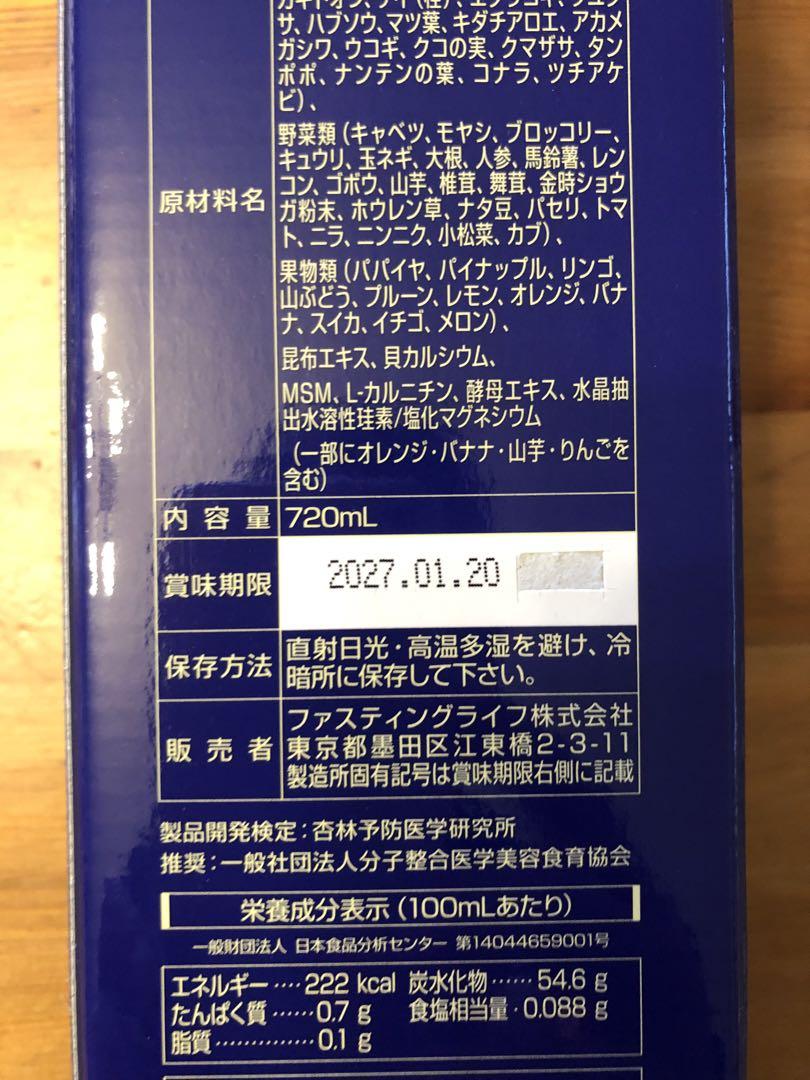 サ、ハブソウ、マツ葉、キダチアロエ、アカメ
ガシワ、ウコギ、クコの実、クマザサ、タン
ポポ、ナンテンの葉、コナラ、ツチアケ
ビ)、
野菜類(キャベツ、モヤシ、ブロッコリー、
キュウリ、玉ネギ、大根、人参、馬鈴薯、レン
コン、ゴボウ、山芋、椎茸、舞茸、金時ショウ
ガ粉末、ホウレン草、ナタ豆、パセリ、トマ
ト、ニラ、ニンニク、小松菜、カブ)、
果物類(パパイヤ、パイナップル、リンゴ、
山ぶどう、プルーン、レモン、オレンジ、バナ
ナ、スイカ、イチゴ、メロン)、
昆布エキス、貝カルシウム、
MSM、L-カルニチン、酵母エキス、水晶抽
出水溶性珪素/塩化マグネシウム
(一部にオレンジ・バナナ・山芋・りんごを
含む)
原材料名
内容量 720mL
賞味期限 2027.01.20
保存方法 直射日光・高温多湿を避け、冷
暗所に保存して下さい。
販売者 ファスティングライフ株式会社
東京都墨田区江東橋2-3-11
製造所固有記号は賞味期限右側に記載
製品開発検定:杏林予防医学研究所
推奨:一般社団法人分子整合医学美容食育協会
栄養成分表示(100mLあたり)
一般財団法人 日本食品分析センター 第14044659001号
エネルギー····222 kcal 炭水化物······54.6 g
たんぱく質······0.7 g 食塩相当量·0.088 g
脂質··············0.1 g